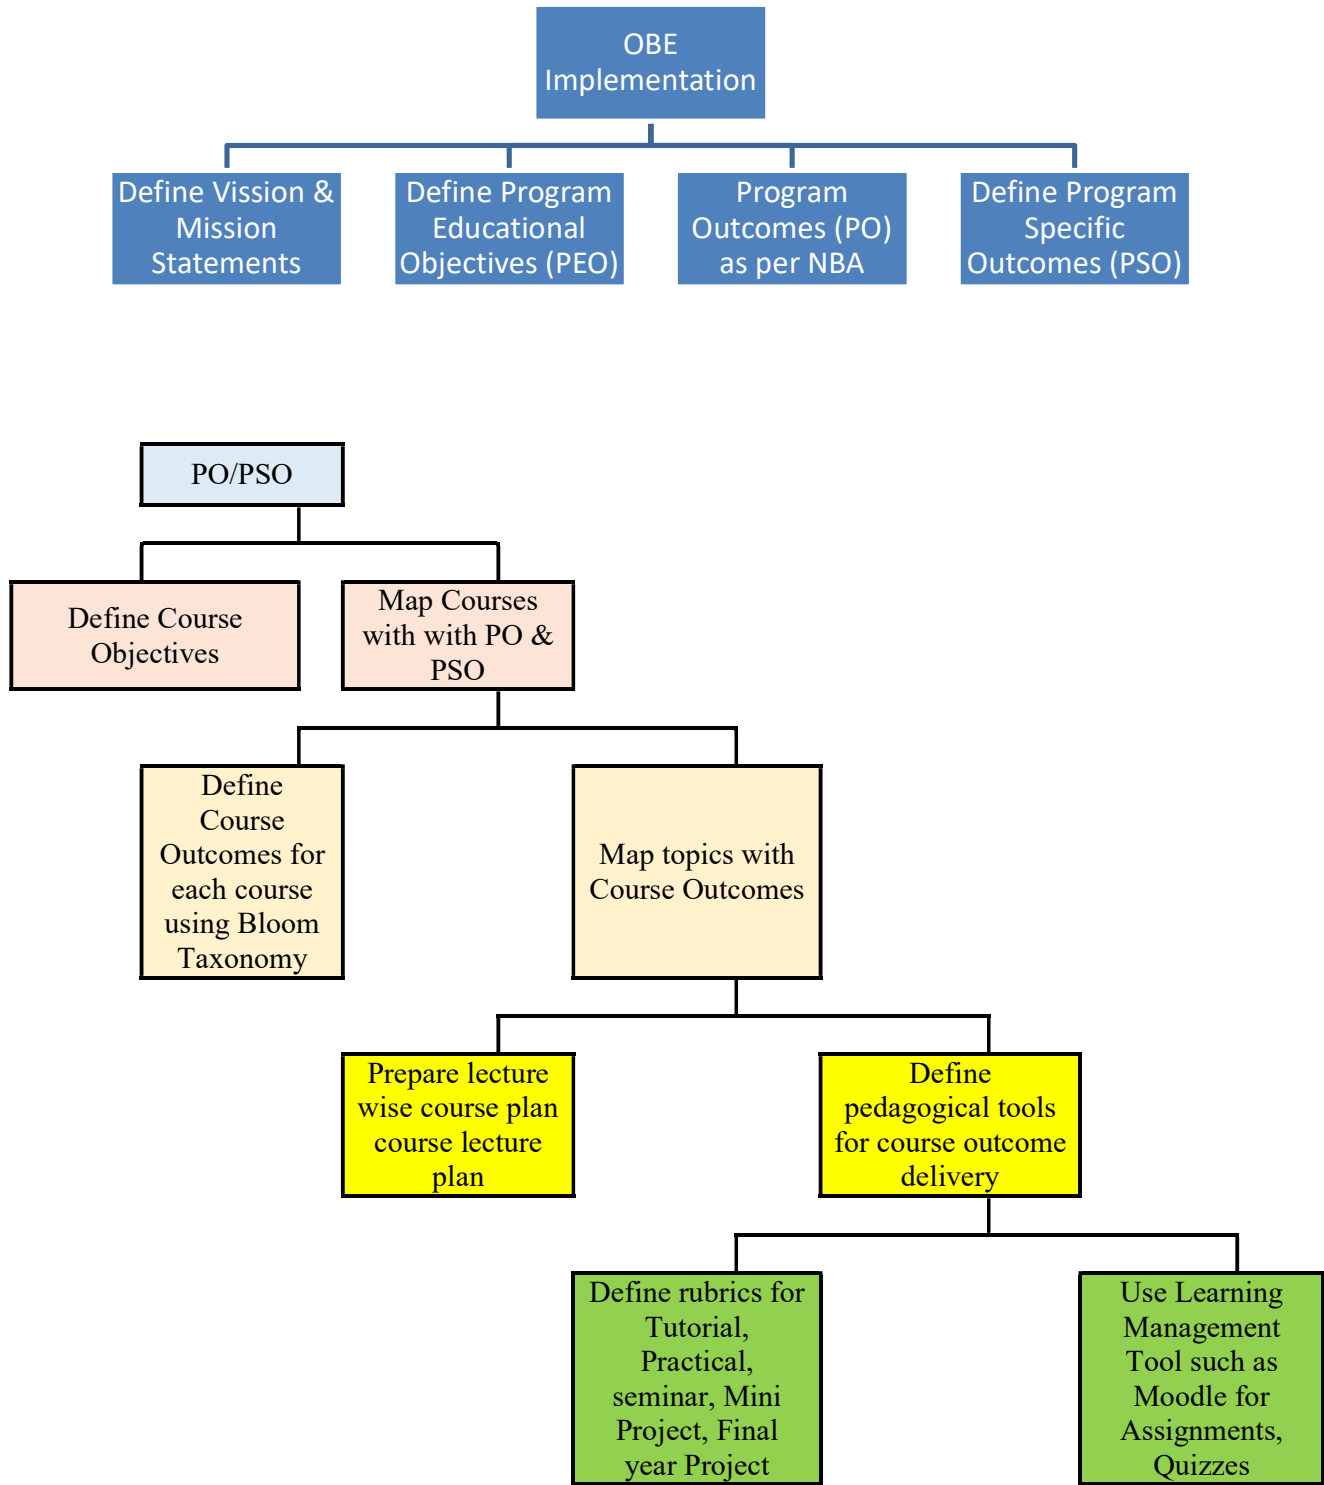 OBE
Implementation
Define Vission &
Mission
Statements
Define Program
Educational
Objectives (PEO)
Program
Outcomes (PO)
as per NBA
Define Program
Specific
Outcomes (PSO)
PO/PSO
Define Course
Objectives
Map Courses
with with PO &
PSO
Define
Course
Outcomes for
each course
using Bloom
Taxonomy
Map topics with
Course Outcomes
Prepare lecture
wise course plan
course lecture
plan
Define
pedagogical tools
for course outcome
delivery
Define rubrics for
Tutorial,
Practical,
seminar, Mini
Project, Final
year Project
Use Learning
Management
Tool such as
Moodle for
Assignments,
Quizzes